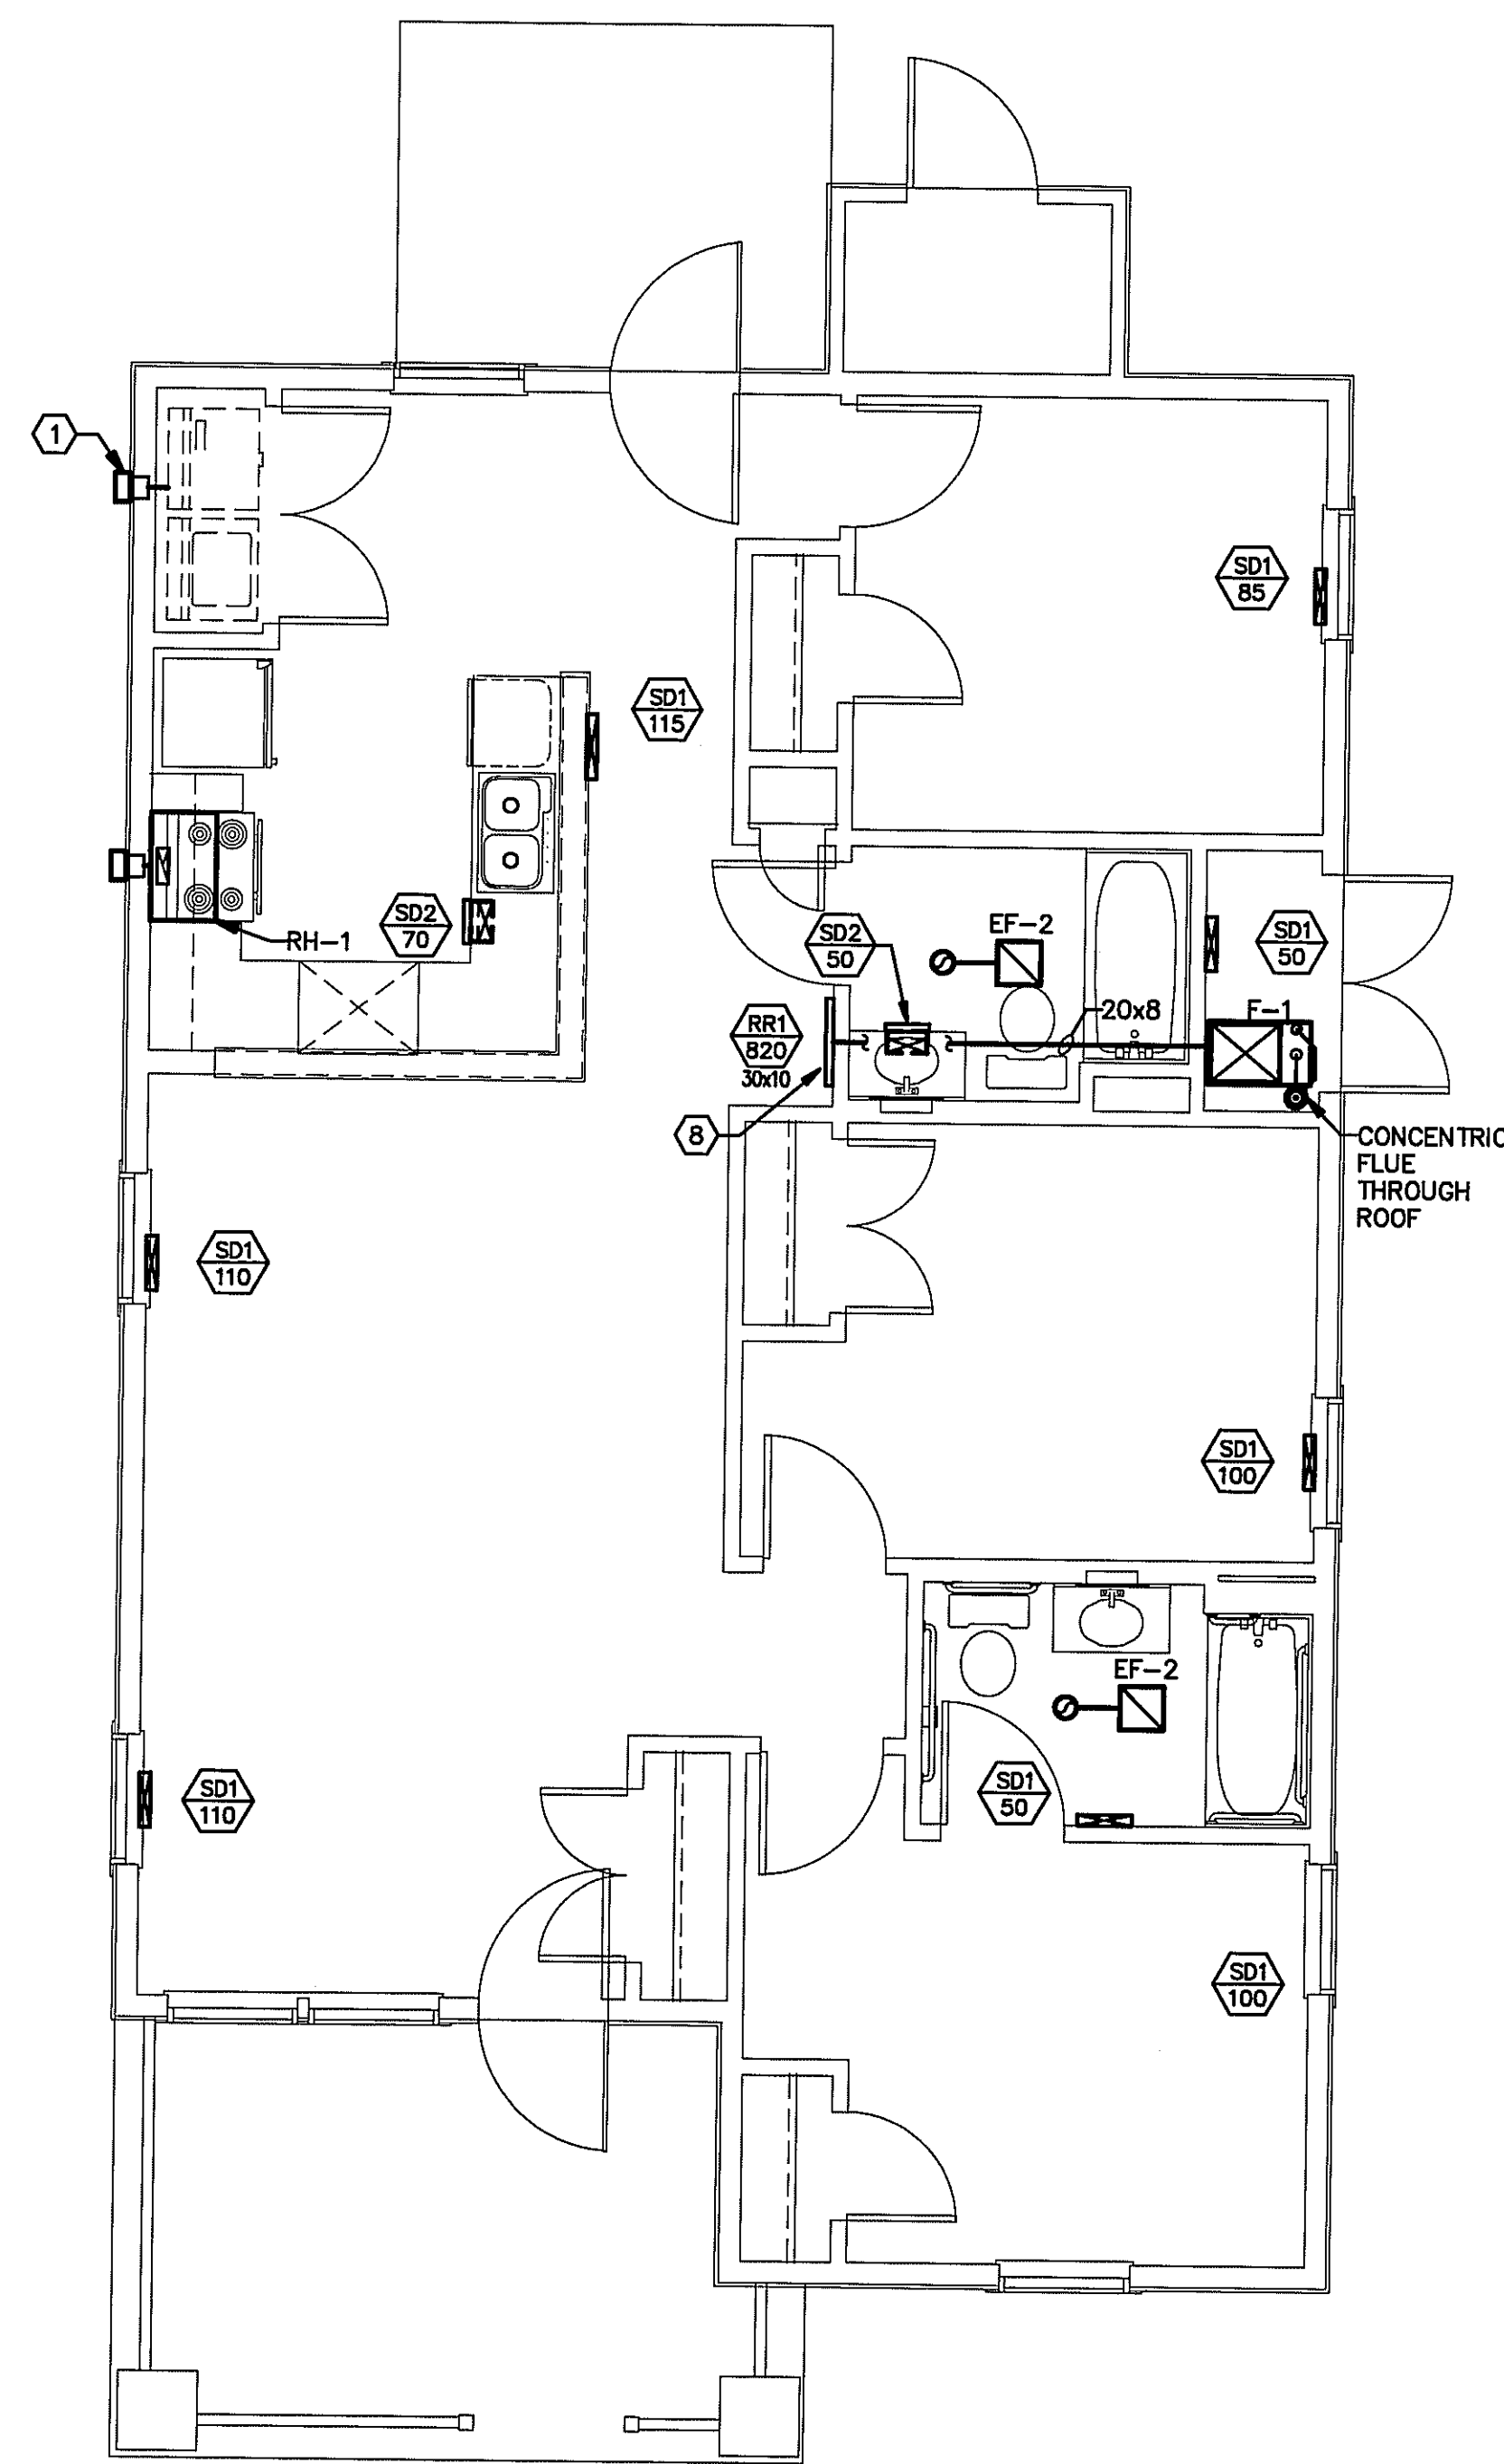 1
SD1
85
SD1
115
RH-1
SD2
70
SD2
50
EF-2
SD1
50
20x8
F-1
RR1
820
30x10
8
CONCENTRIC
FLUE
THROUGH
ROOF
SD1
110
SD1
100
EF-2
SD1
50
SD1
110
SD1
100